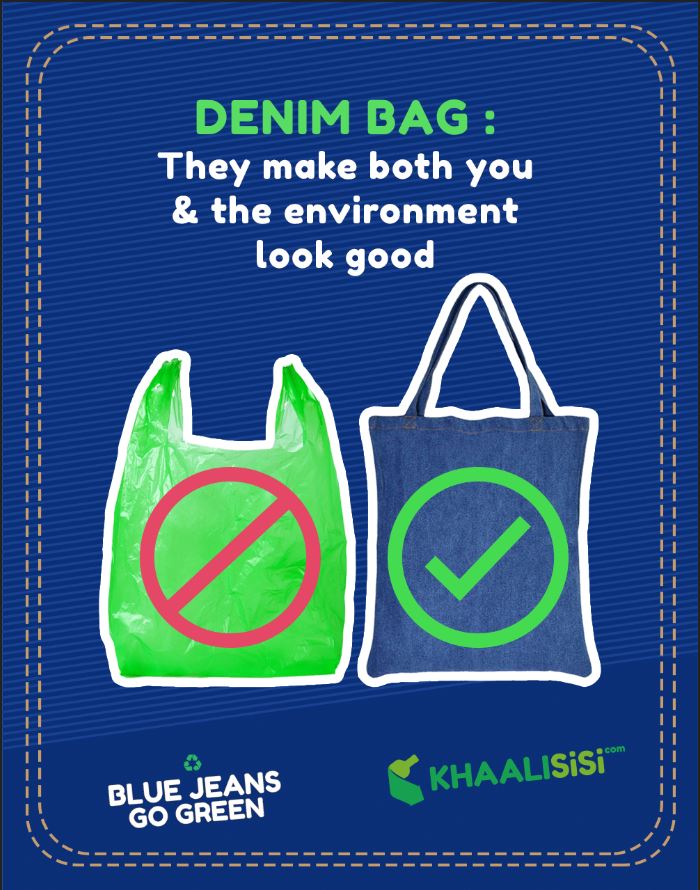 DENIM BAG :
They make both you
& the environment
look good
BLUE JEANS
GO GREEN
KHAALISiSi.com